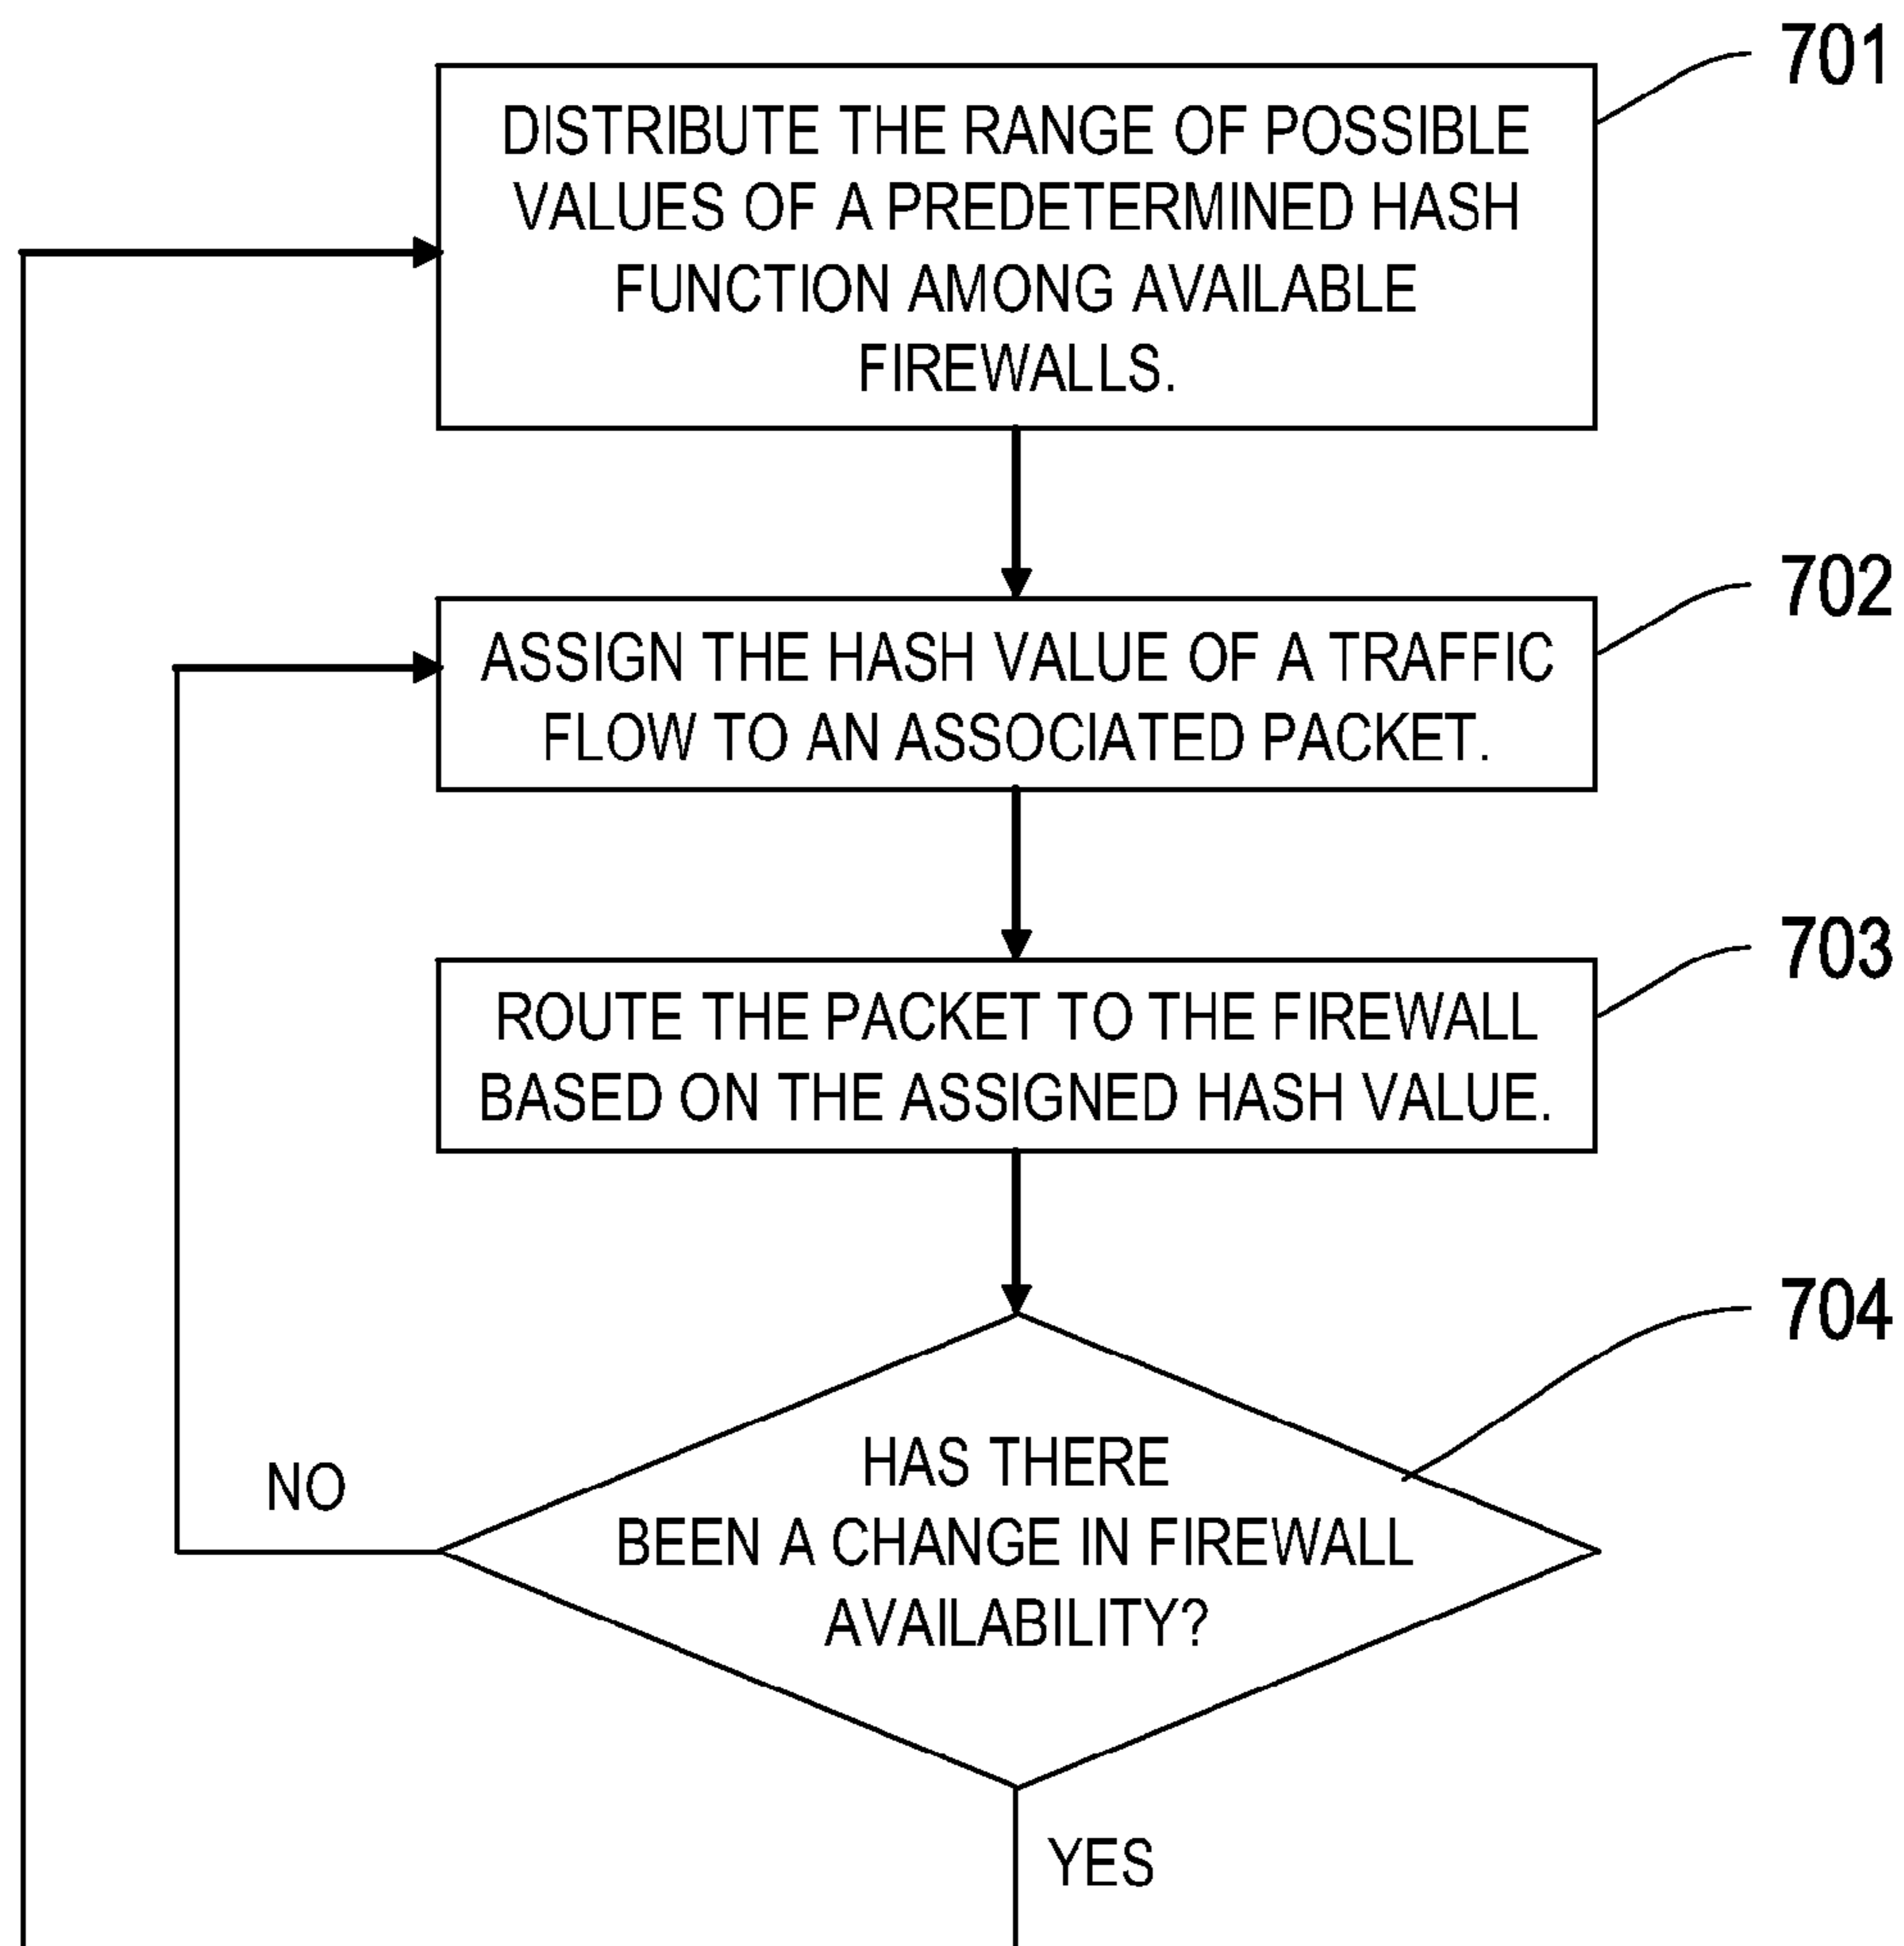 701
DISTRIBUTE THE RANGE OF POSSIBLE
VALUES OF A PREDETERMINED HASH
FUNCTION AMONG AVAILABLE
FIREWALLS.
702
ASSIGN THE HASH VALUE OF A TRAFFIC
FLOW TO AN ASSOCIATED PACKET.
703
ROUTE THE PACKET TO THE FIREWALL
BASED ON THE ASSIGNED HASH VALUE.
704
HAS THERE
BEEN A CHANGE IN FIREWALL
AVAILABILITY?
NO
YES